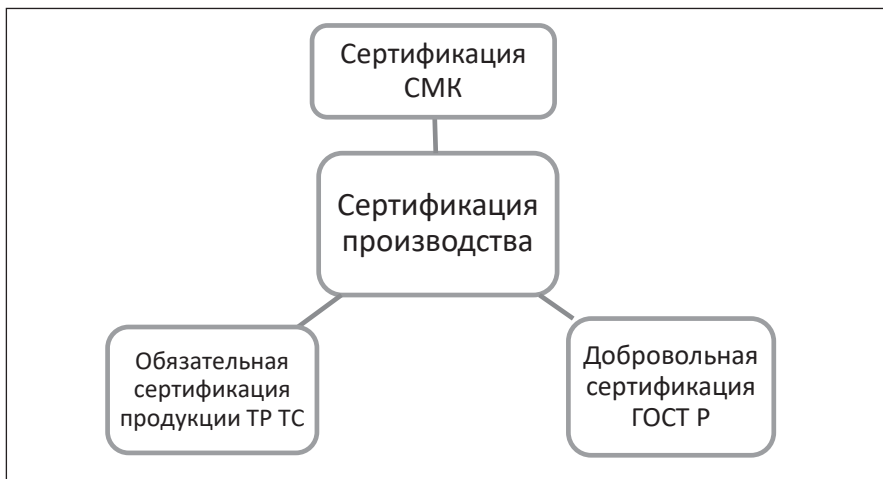 Сертификация
СМК
Сертификация
производства
Обязательная
сертификация
продукции ТР ТС
Добровольная
сертификация
ГОСТ Р